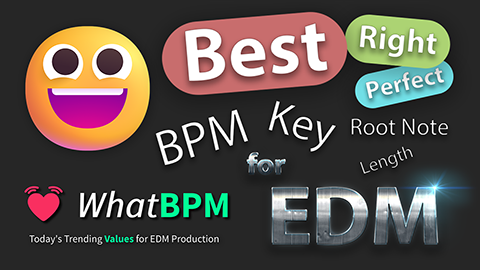 Best
Right
Perfect
BPM Key
Root Note
Length
for
EDM
WhatBPM
Today's Trending Values for EDM Production